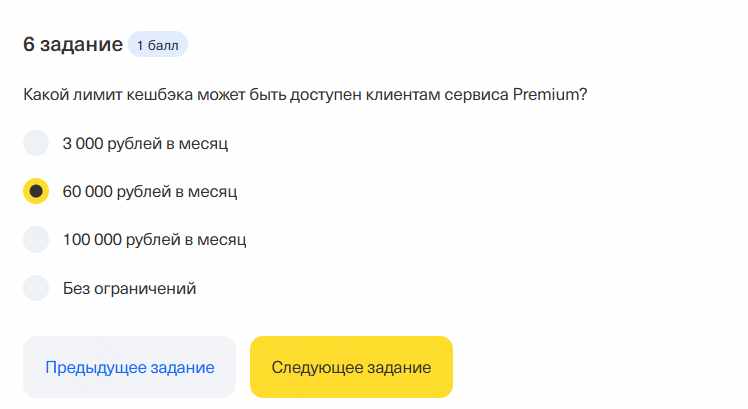 6 задание 1 балл
Какой лимит кешбэка может быть доступен клиентам сервиса Premium?
3 000 рублей в месяц
60 000 рублей в месяц
100 000 рублей в месяц
Без ограничений
Предыдущее задание Следующее задание